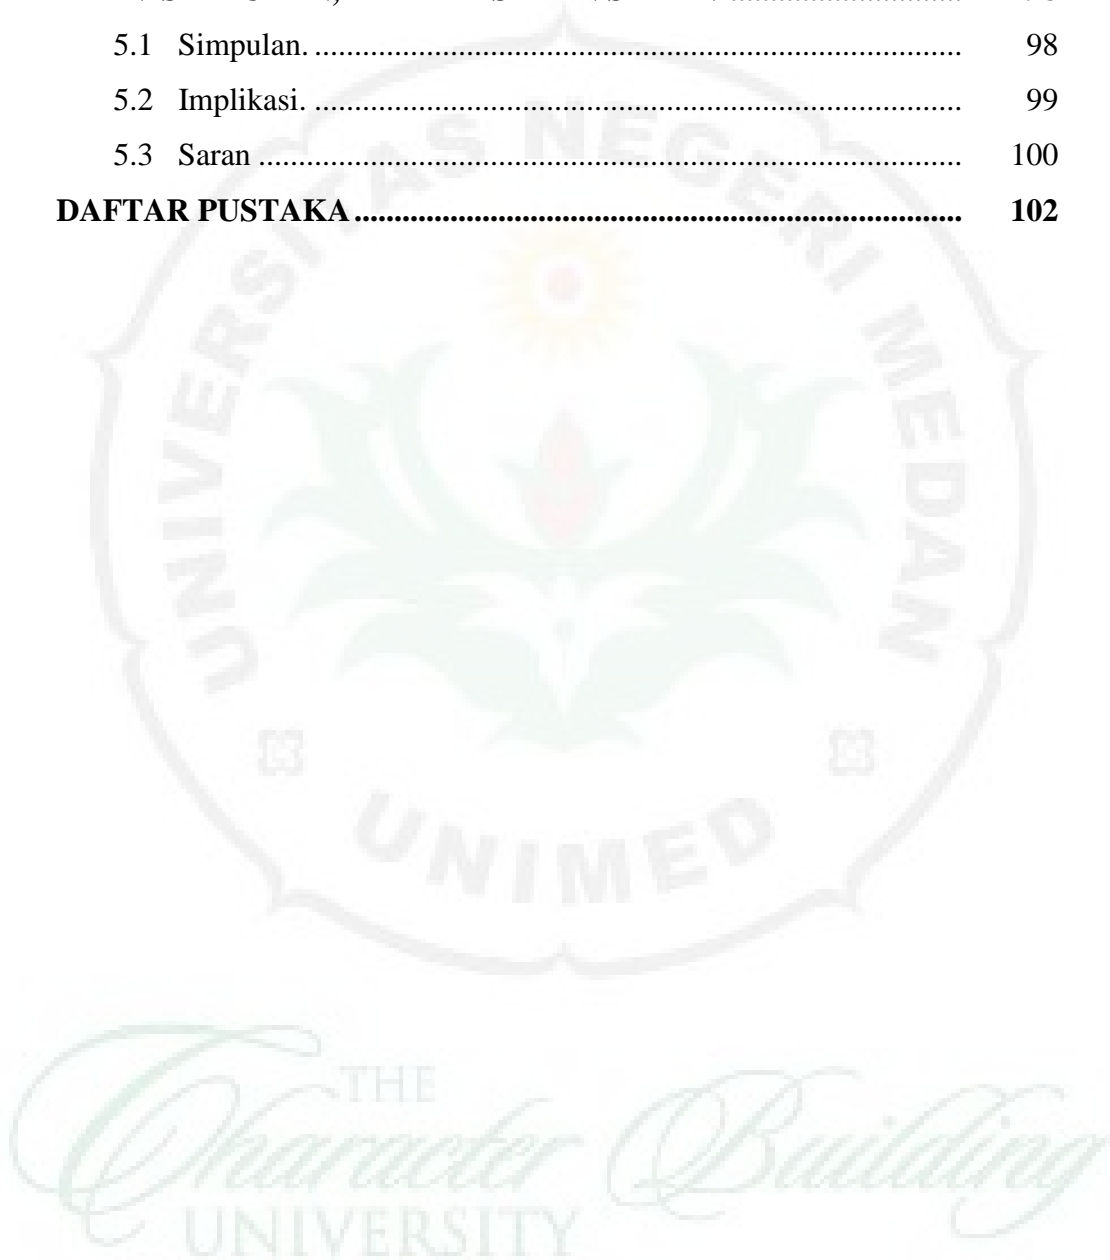 5.1 Simpulan. ........................................................................ 98
5.2 Implikasi. ........................................................................ 99
5.3 Saran ........................................................................ 100
DAFTAR PUSTAKA ........................................................................ 102
UNIVERSITAS NEGERI MEDAN
UNIMED
THE
Character Building
UNIVERSITY